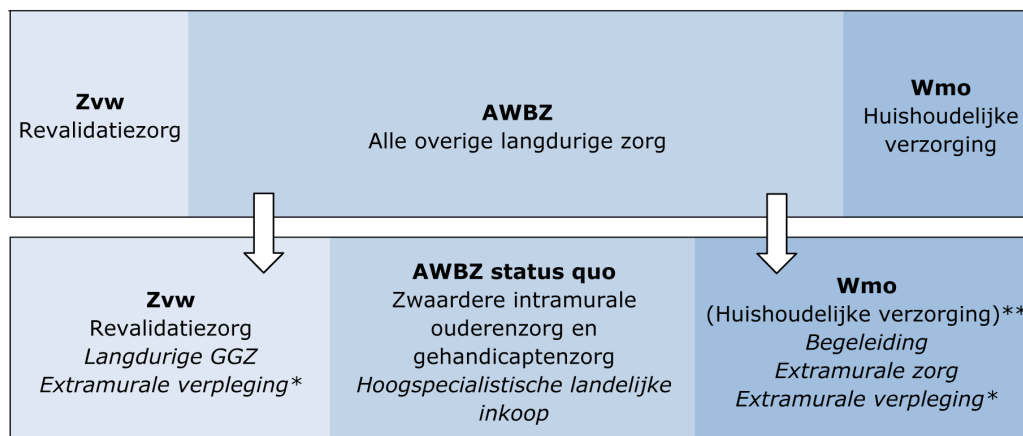 Zvw
Revalidatiezorg
AWBZ
Alle overige langdurige zorg
Wmo
Huishoudelijke
verzorging
Zvw
Revalidatiezorg
Langdurige GGZ
Extramurale verpleging*
AWBZ status quo
Zwaardere intramurale
ouderenzorg en
gehandicaptenzorg
Hoogspecialistische landelijke
inkoop
Wmo
(Huishoudelijke verzorging)**
Begeleiding
Extramurale zorg
Extramurale verpleging*